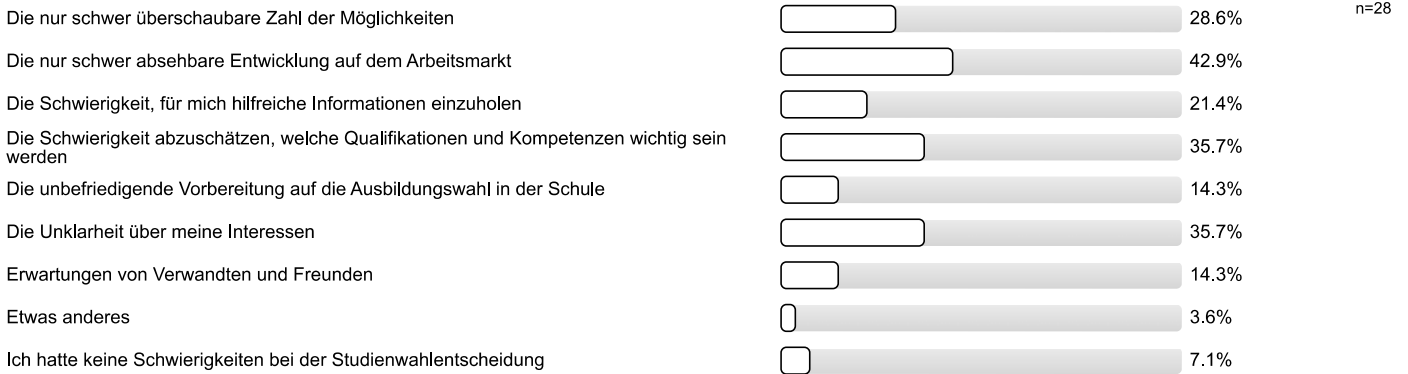 n=28
Die nur schwer überschaubare Zahl der Möglichkeiten 28.6%
Die nur schwer absehbare Entwicklung auf dem Arbeitsmarkt 42.9%
Die Schwierigkeit, für mich hilfreiche Informationen einzuholen 21.4%
Die Schwierigkeit abzuschätzen, welche Qualifikationen und Kompetenzen wichtig sein
werden 35.7%
Die unbefriedigende Vorbereitung auf die Ausbildungswahl in der Schule 14.3%
Die Unklarheit über meine Interessen 35.7%
Erwartungen von Verwandten und Freunden 14.3%
Etwas anderes 3.6%
Ich hatte keine Schwierigkeiten bei der Studienwahlentscheidung 7.1%